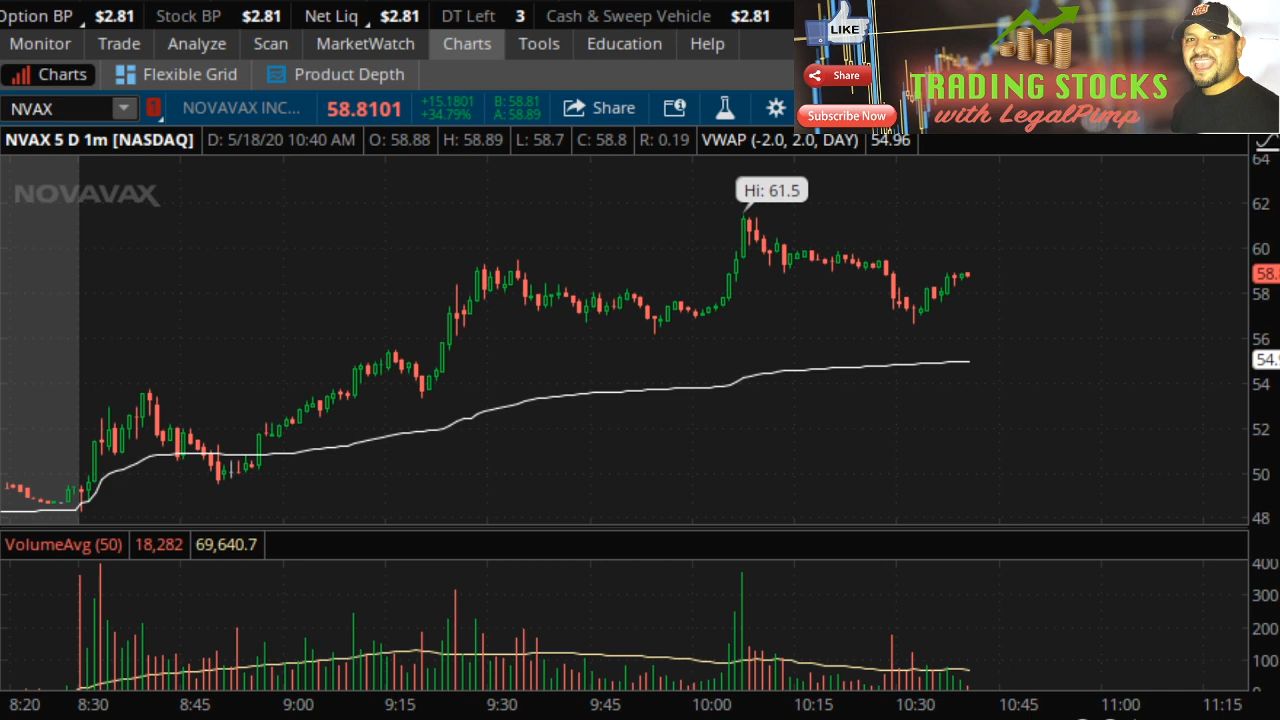 Option BP $2.81 Stock BP $2.81 Net Liq $2.81 DT Left 3 Cash & Sweep Vehicle $2.81
Monitor Trade Analyze Scan MarketWatch Charts Tools Education Help
Charts Flexible Grid Product Depth
NVAX 1 NOVAVAX INC... 58.8101 +15.1801 +34.79% B: 58.81 A: 58.89 Share
LIKE
Share
Subscribe Now
TRADING STOCKS
with LegalPimp
NVAX 5 D 1m [NASDAQ] D: 5/18/20 10:40 AM O: 58.88 H: 58.89 L: 58.7 C: 58.8 R: 0.19 VWAP (-2.0, 2.0, DAY) 54.96
NOVAVAX
Hi: 61.5
64
62
60
58.8
58
56
54.9
54
52
50
48
VolumeAvg (50) 18,282 69,640.7
400
300
200
100
0
8:20 8:30 8:45 9:00 9:15 9:30 9:45 10:00 10:15 10:30 10:45 11:00 11:15